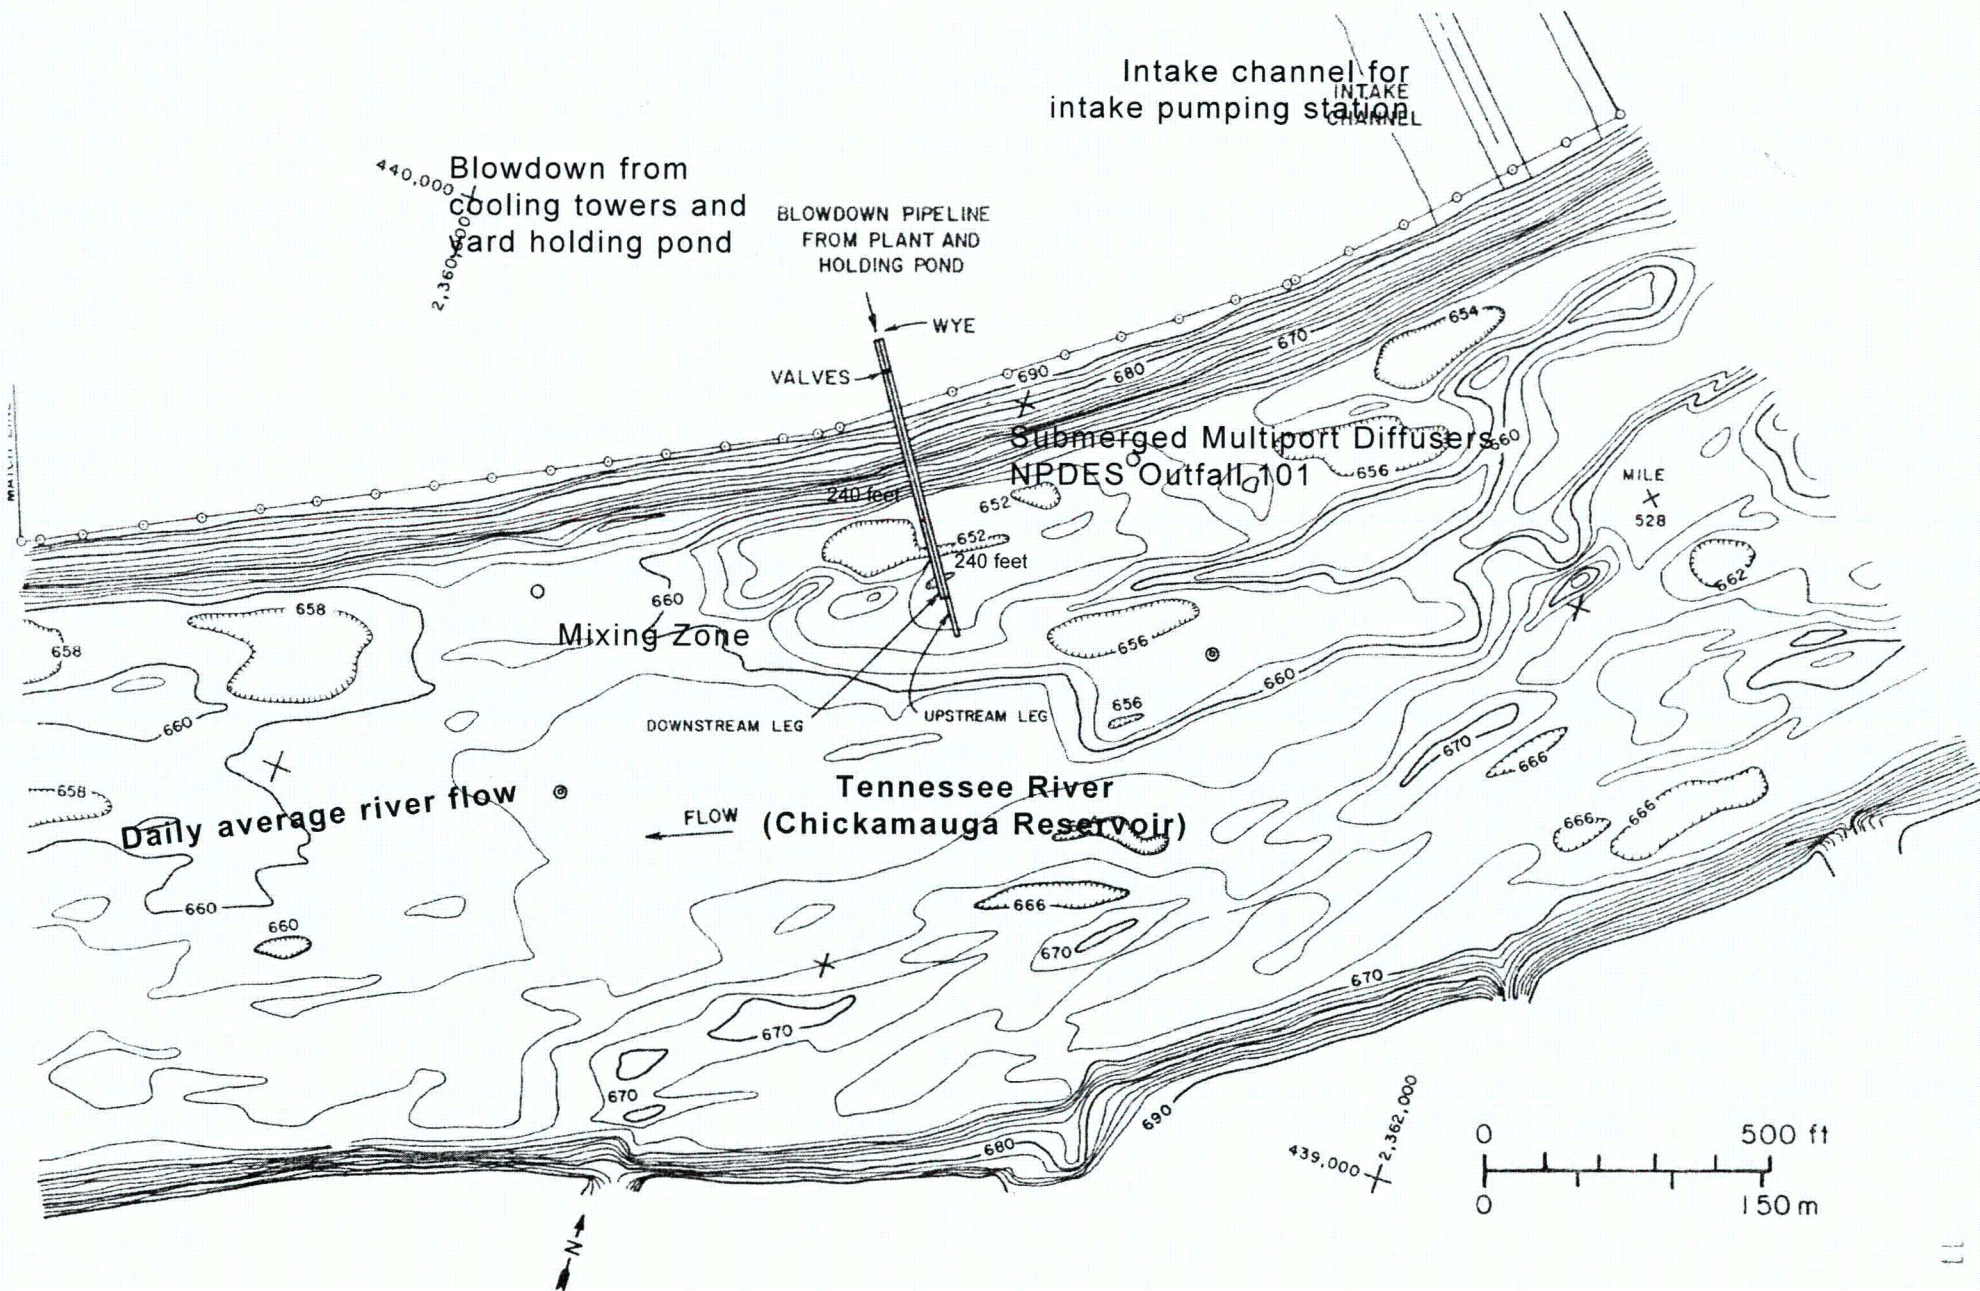 Intake channel for
intake pumping station
INTAKE
CHANNEL
Blowdown from
cooling towers and
yard holding pond
440,000
2,360,000
BLOWDOWN PIPELINE
FROM PLANT AND
HOLDING POND
WYE
VALVES
690
680
670
654
Submerged Multiport Diffusers
NPDES Outfall 101
660
656
MILE
528
240 feet
652
652
240 feet
662
MATCH LINE
658
658
660
Mixing Zone
656
660
656
DOWNSTREAM LEG
UPSTREAM LEG
660
670
666
658
Daily average river flow
FLOW
Tennessee River
(Chickamauga Reservoir)
666
666
660
660
666
670
670
670
670
680
690
439,000
2,362,000
0
500 ft
0
150 m
N